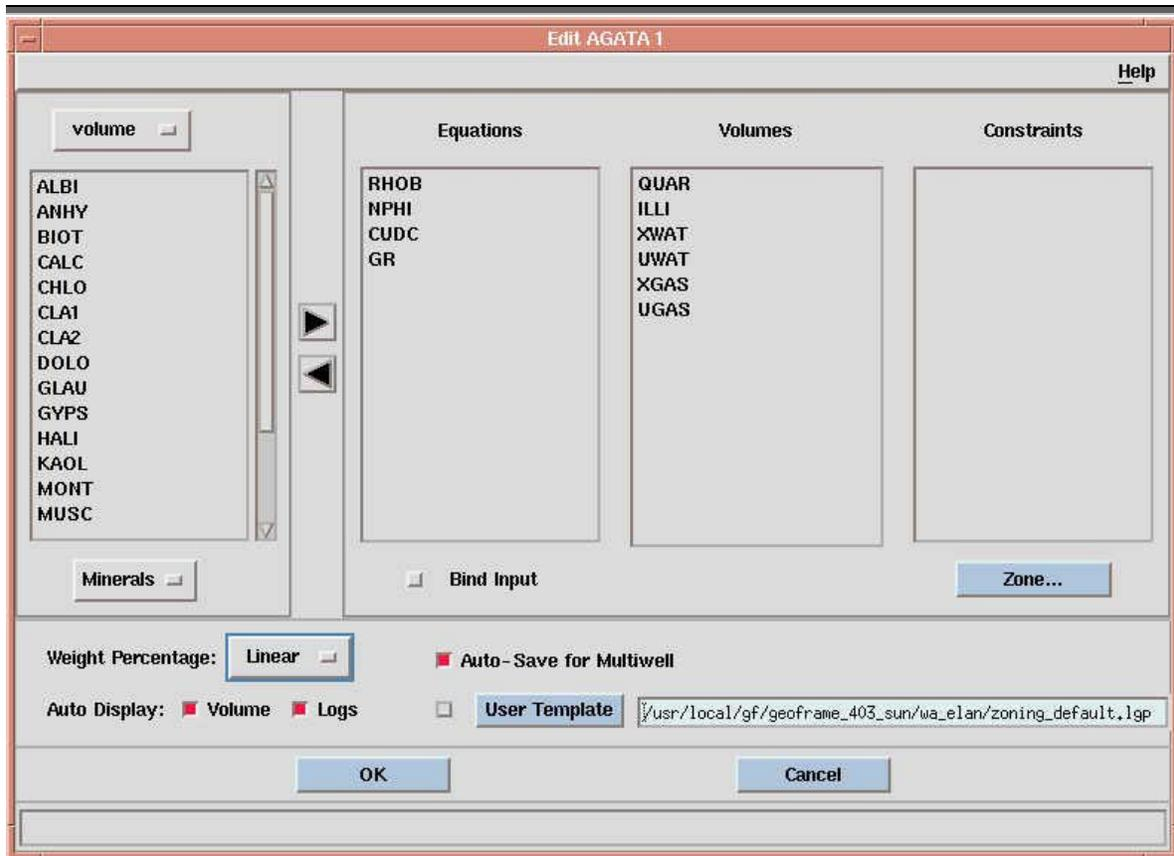 Edit AGATA 1
Help
volume
Equations
Volumes
Constraints
ALBI
ANHY
BIOT
CALC
CHLO
CLA1
CLA2
DOLO
GLAU
GYPS
HALI
KAOL
MONT
MUSC
RHOB
NPHI
CUDC
GR
QUAR
ILLI
XWAT
UWAT
XGAS
UGAS
Minerals
Bind Input
Zone...
Weight Percentage: Linear
Auto-Save for Multiwell
Auto Display: Volume Logs
User Template /usr/local/gf/geoframe_403_sun/wa_elan/zoning_default.lgp
OK
Cancel